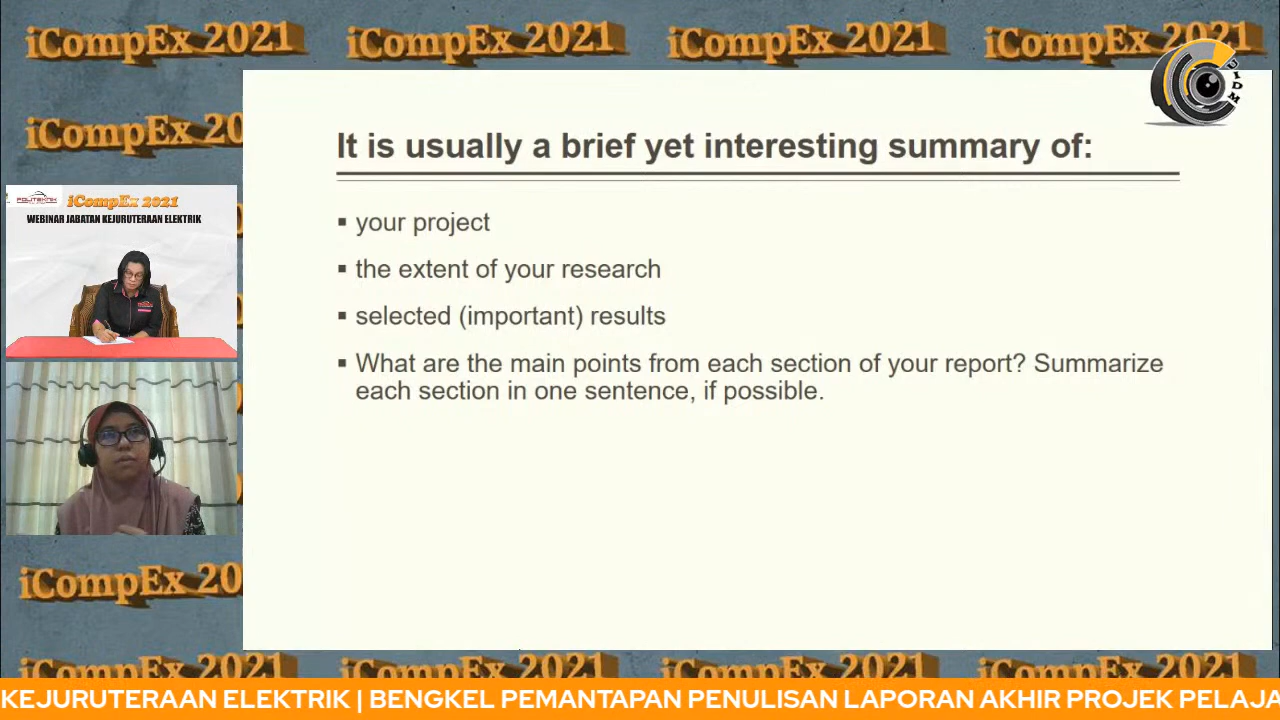 iCompEx 2021 iCompEx 2021 iCompEx 2021 iCompEx 2021
UIDM
iCompEx 20
It is usually a brief yet interesting summary of:
▪ your project
▪ the extent of your research
▪ selected (important) results
▪ What are the main points from each section of your report? Summarize
each section in one sentence, if possible.
POLITEKNIK
iCompEx 2021
WEBINAR JABATAN KEJURUTERAAN ELEKTRIK
iCompEx 20
iCompEx 2021 iCompEx 2021 iCompEx 2021 iCompEx 2021
KEJURUTERAAN ELEKTRIK | BENGKEL PEMANTAPAN PENULISAN LAPORAN AKHIR PROJEK PELAJA